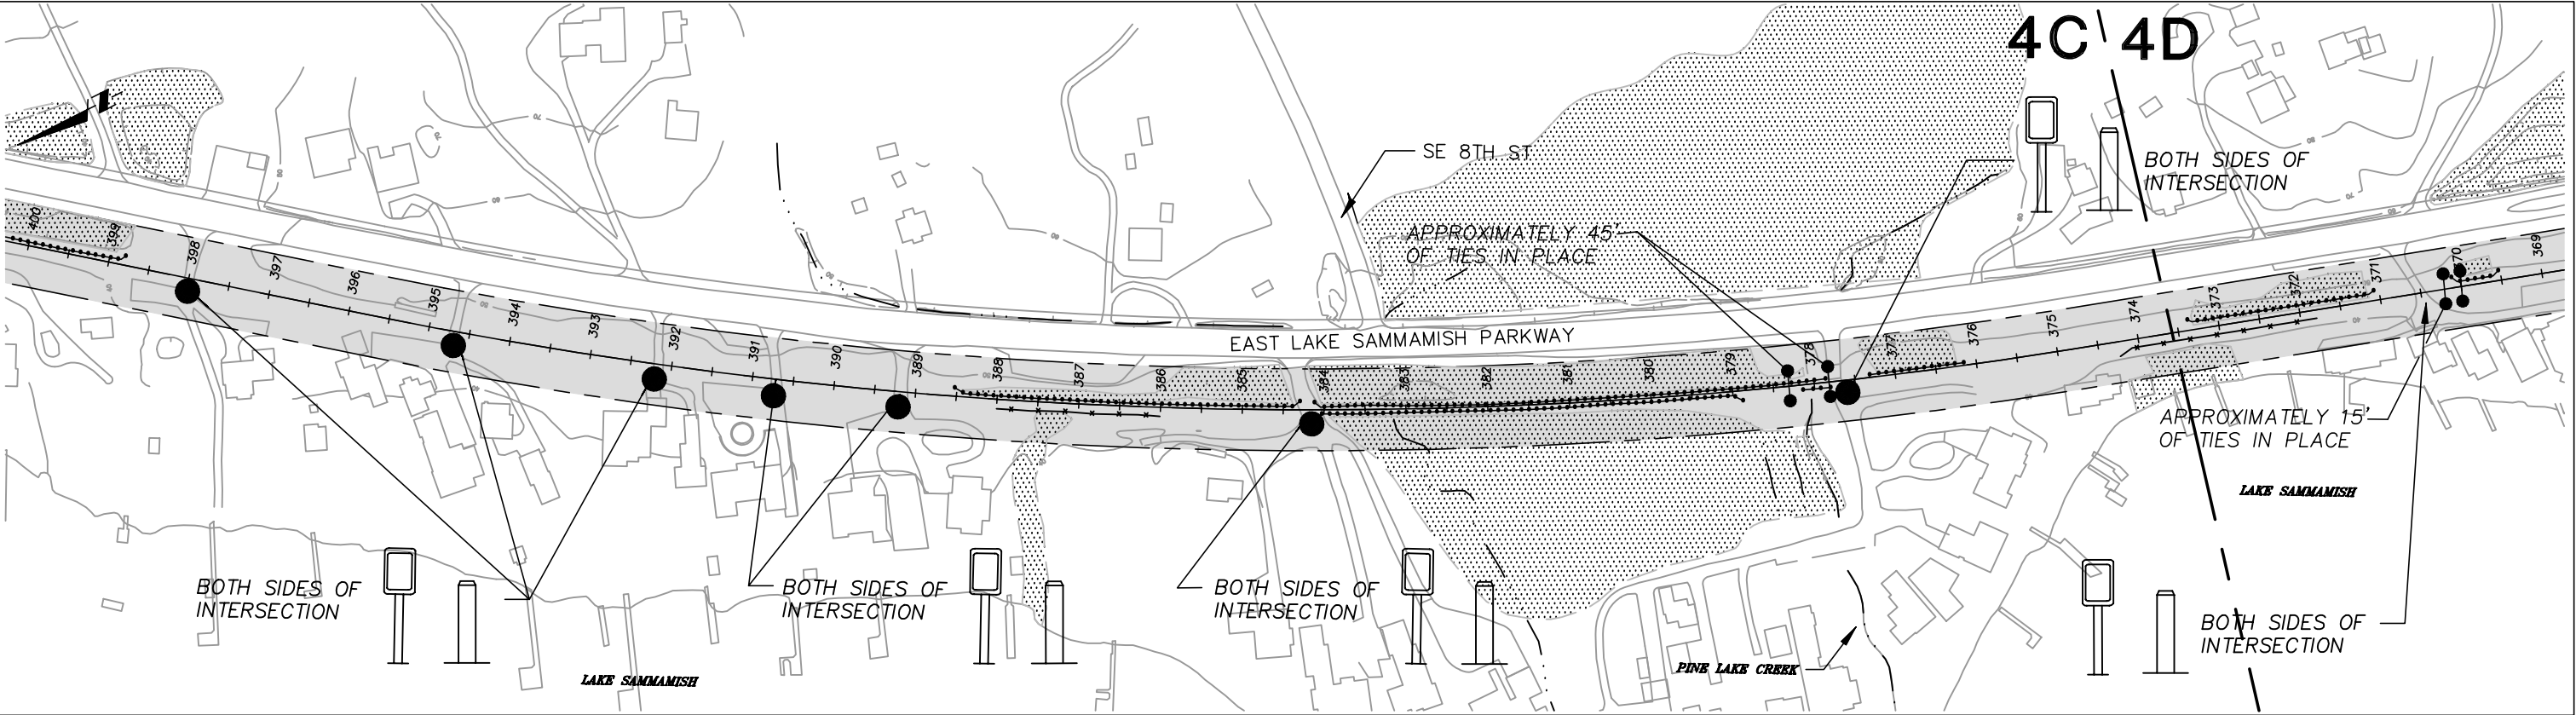 4C 4D
SE 8TH ST
BOTH SIDES OF
INTERSECTION
APPROXIMATELY 45'
OF TIES IN PLACE
EAST LAKE SAMMAMISH PARKWAY
400
399
398
397
396
395
394
393
392
391
390
389
388
387
386
385
384
383
382
381
380
379
378
377
376
375
374
373
372
371
370
369
APPROXIMATELY 15'
OF TIES IN PLACE
LAKE SAMMAMISH
BOTH SIDES OF
INTERSECTION
BOTH SIDES OF
INTERSECTION
BOTH SIDES OF
INTERSECTION
BOTH SIDES OF
INTERSECTION
LAKE SAMMAMISH
PINE LAKE CREEK